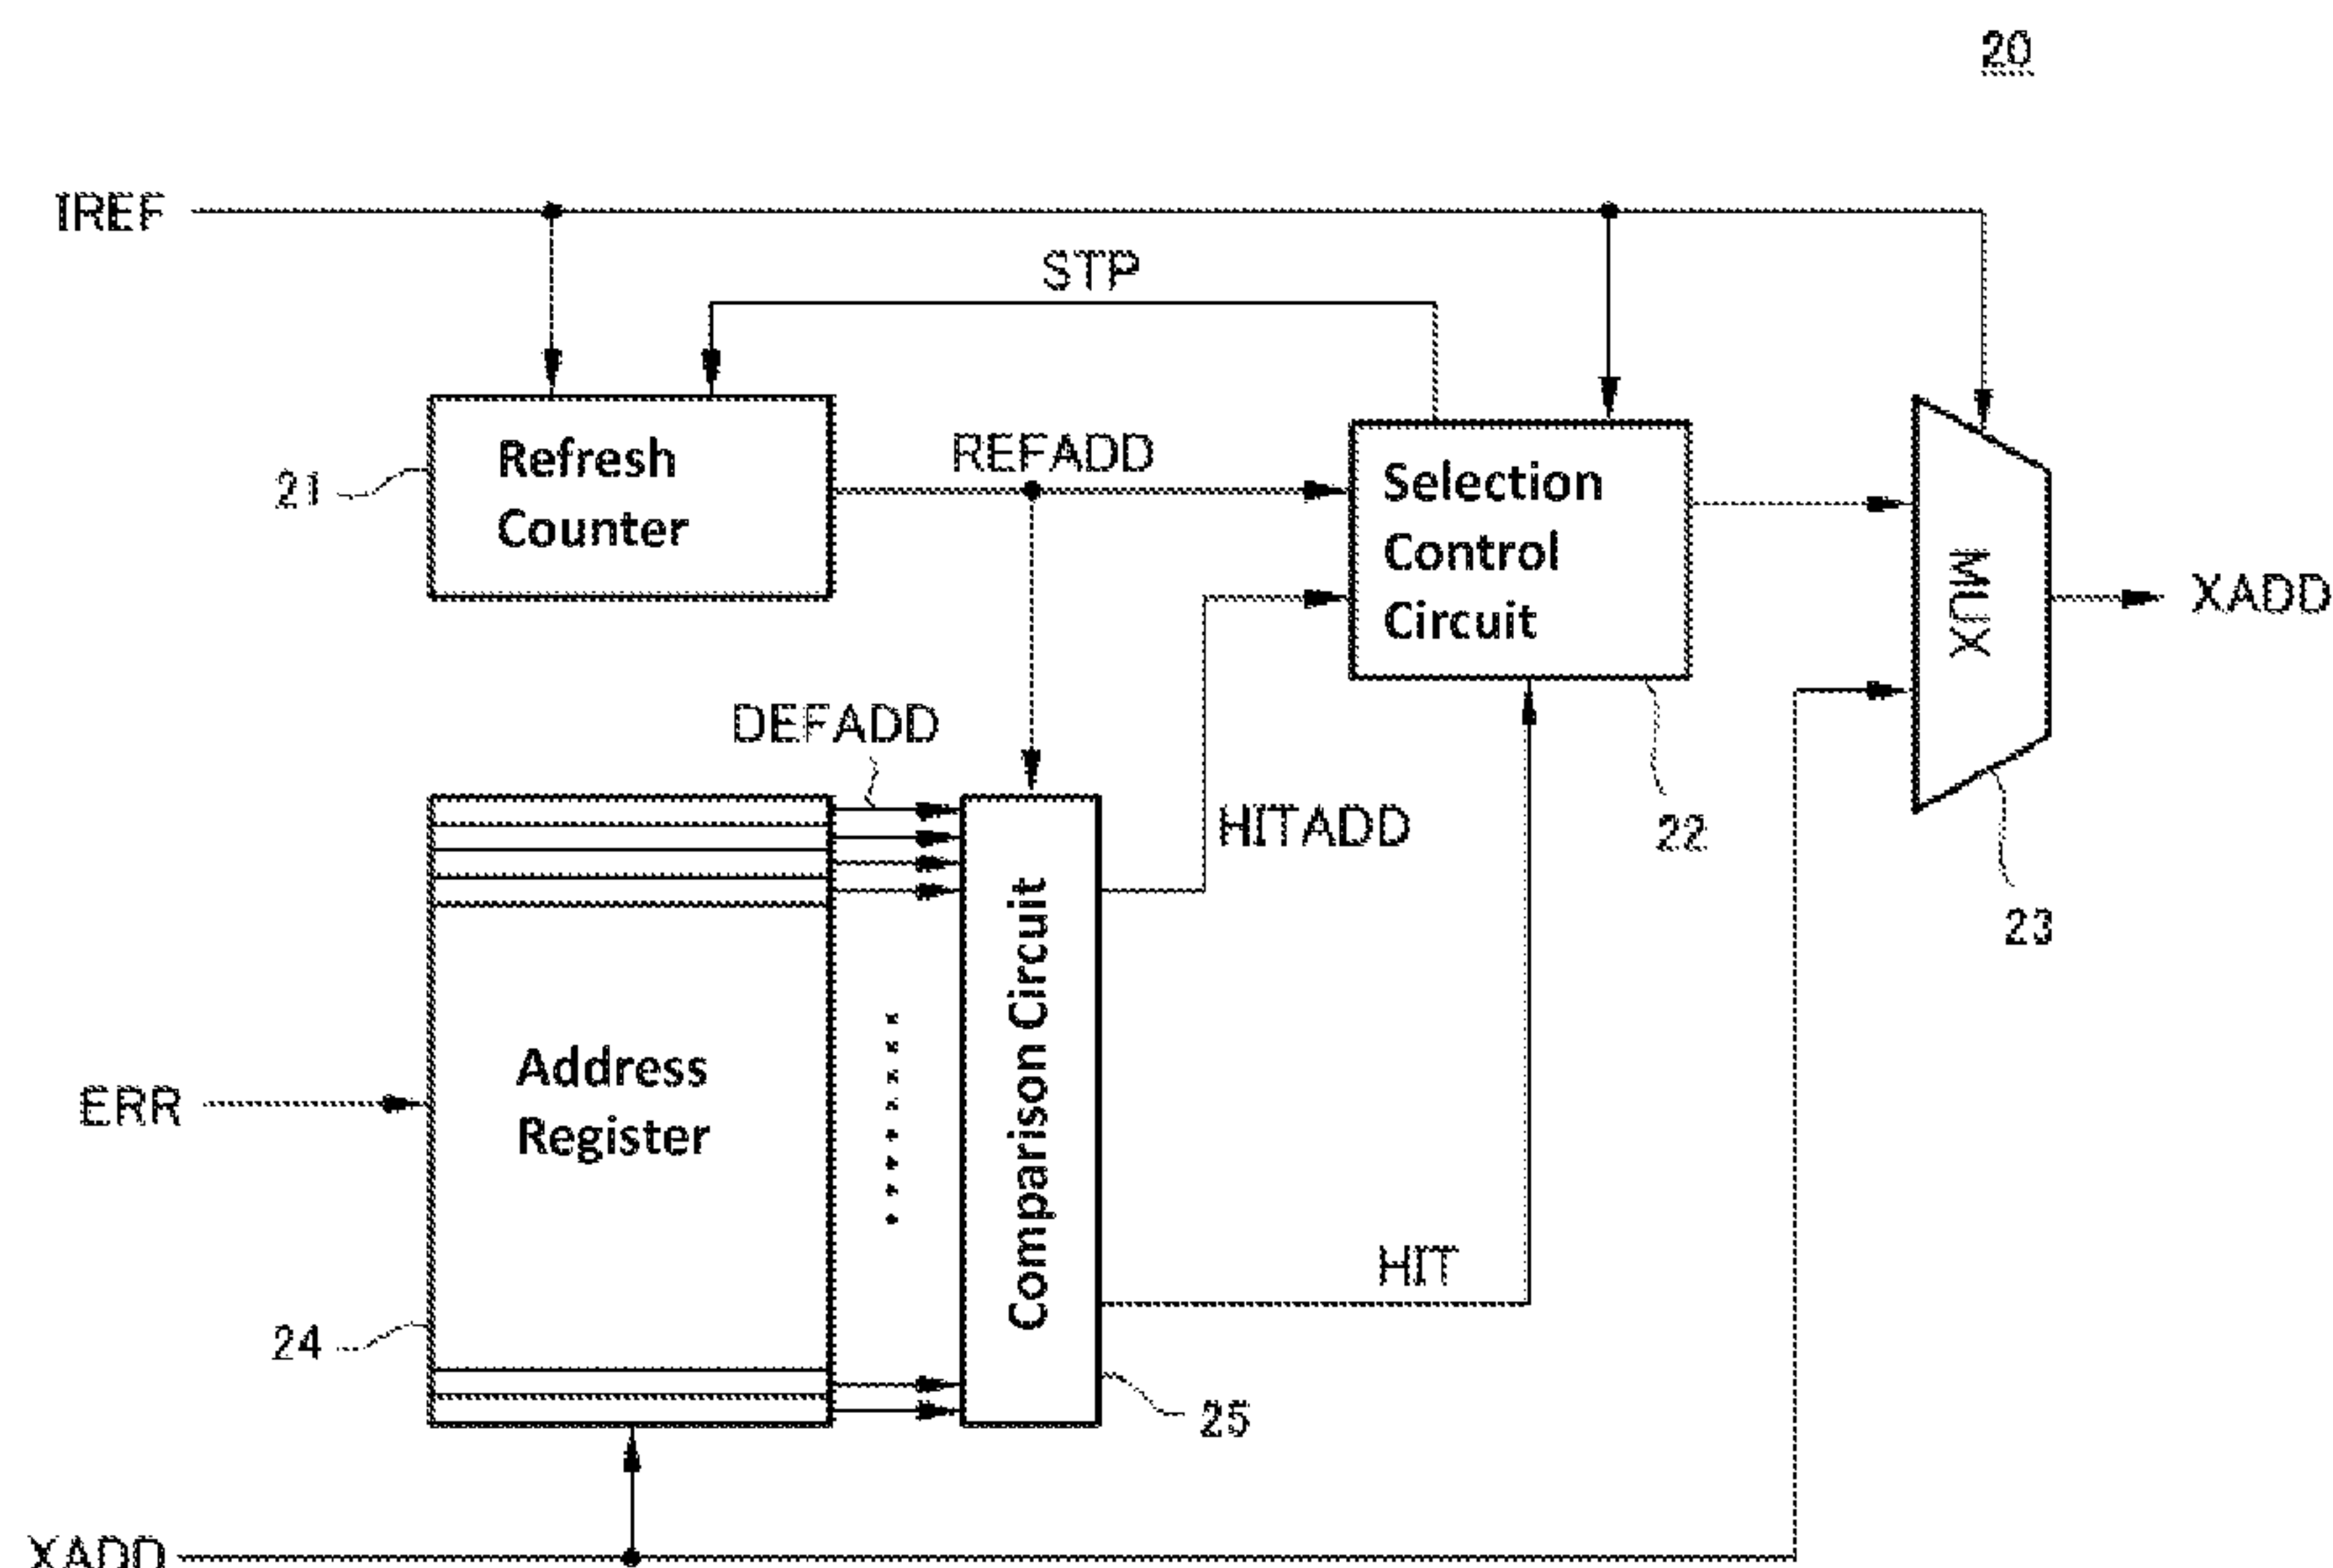 20
IREF
STP
Refresh
Counter
21
REFADD
Selection
Control
Circuit
MUX
XADD
DEFADD
HITADD
22
23
Comparison Circuit
Address
Register
ERR
HIT
24
25
XADD